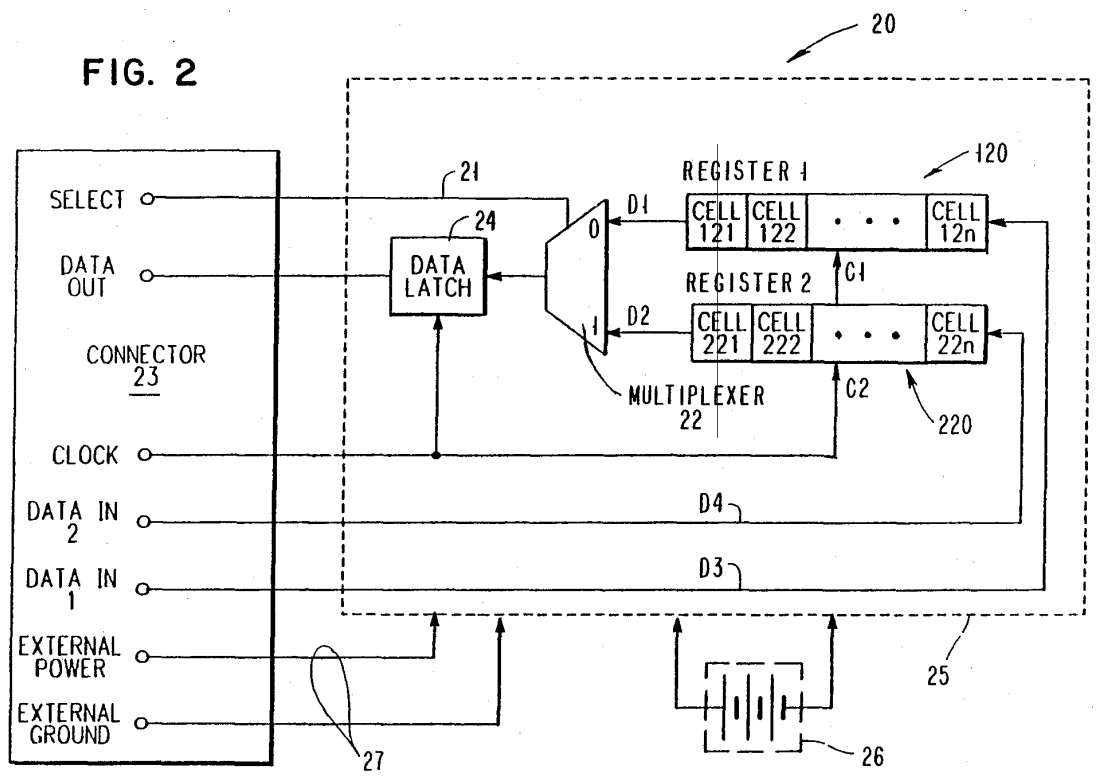 FIG. 2
20
SELECT
21
DATA
OUT
24
DATA
LATCH
0
1
MULTIPLEXER
22
D1
D2
REGISTER 1
120
CELL
121
CELL
122
• • •
CELL
12n
C1
REGISTER 2
CELL
221
CELL
222
• • •
CELL
22n
C2
220
CONNECTOR
23
CLOCK
DATA IN
2
D4
DATA IN
1
D3
EXTERNAL
POWER
EXTERNAL
GROUND
27
26
25